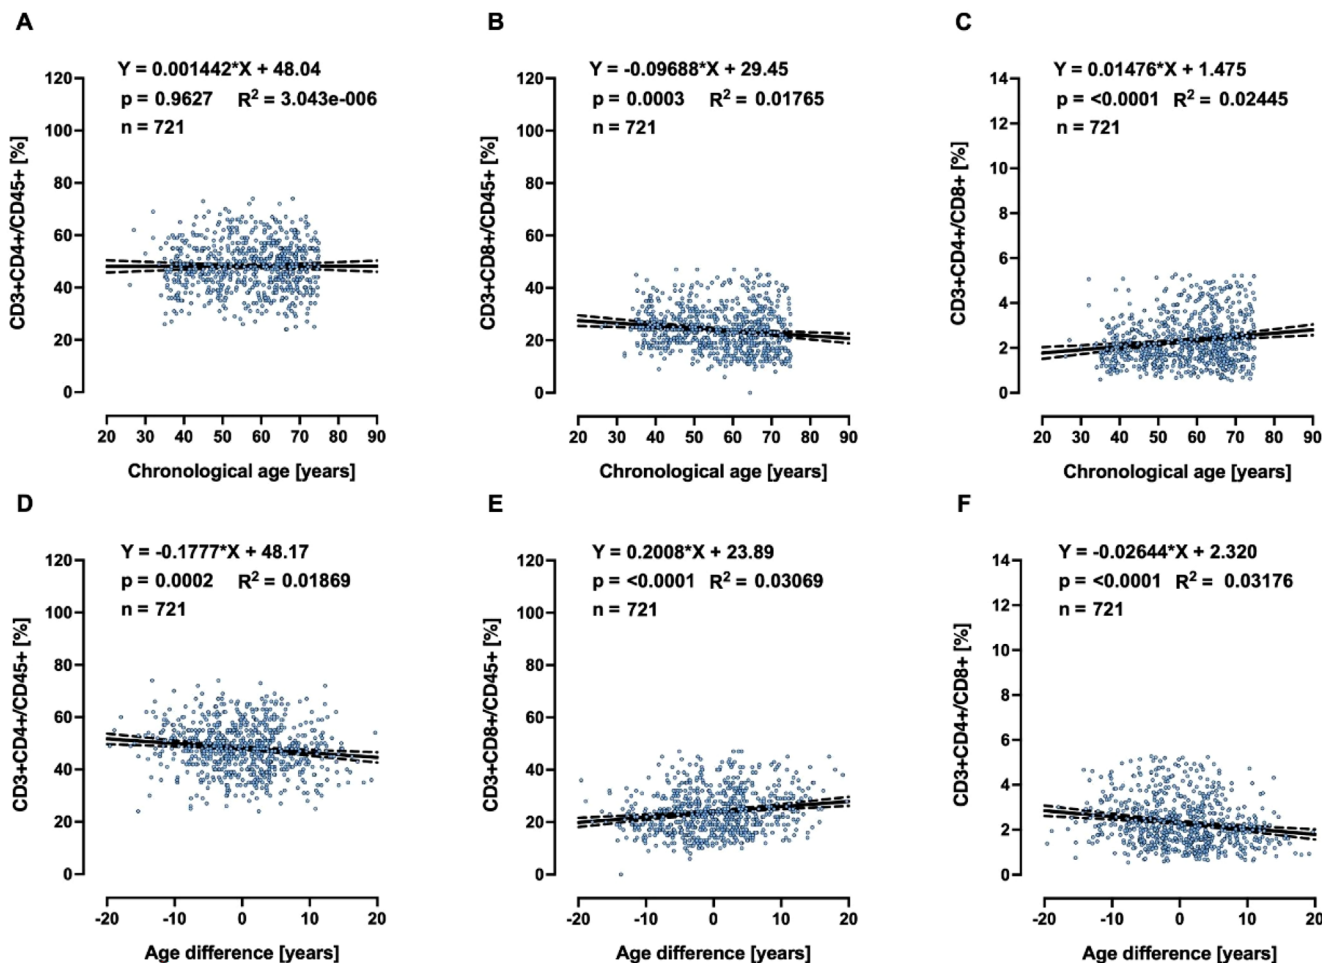 A
Y = 0.001442*X + 48.04
p = 0.9627 R² = 3.043e-006
n = 721
CD3+CD4+/CD45+ [%]
120
100
80
60
40
20
0
20 30 40 50 60 70 80 90
Chronological age [years]
B
Y = -0.09688*X + 29.45
p = 0.0003 R² = 0.01765
n = 721
CD3+CD8+/CD45+ [%]
120
100
80
60
40
20
0
20 30 40 50 60 70 80 90
Chronological age [years]
C
Y = 0.01476*X + 1.475
p = <0.0001 R² = 0.02445
n = 721
CD3+CD4+/CD8+ [%]
14
12
10
8
6
4
2
0
20 30 40 50 60 70 80 90
Chronological age [years]
D
Y = -0.1777*X + 48.17
p = 0.0002 R² = 0.01869
n = 721
CD3+CD4+/CD45+ [%]
120
100
80
60
40
20
0
-20 -10 0 10 20
Age difference [years]
E
Y = 0.2008*X + 23.89
p = <0.0001 R² = 0.03069
n = 721
CD3+CD8+/CD45+ [%]
120
100
80
60
40
20
0
-20 -10 0 10 20
Age difference [years]
F
Y = -0.02644*X + 2.320
p = <0.0001 R² = 0.03176
n = 721
CD3+CD4+/CD8+ [%]
14
12
10
8
6
4
2
0
-20 -10 0 10 20
Age difference [years]